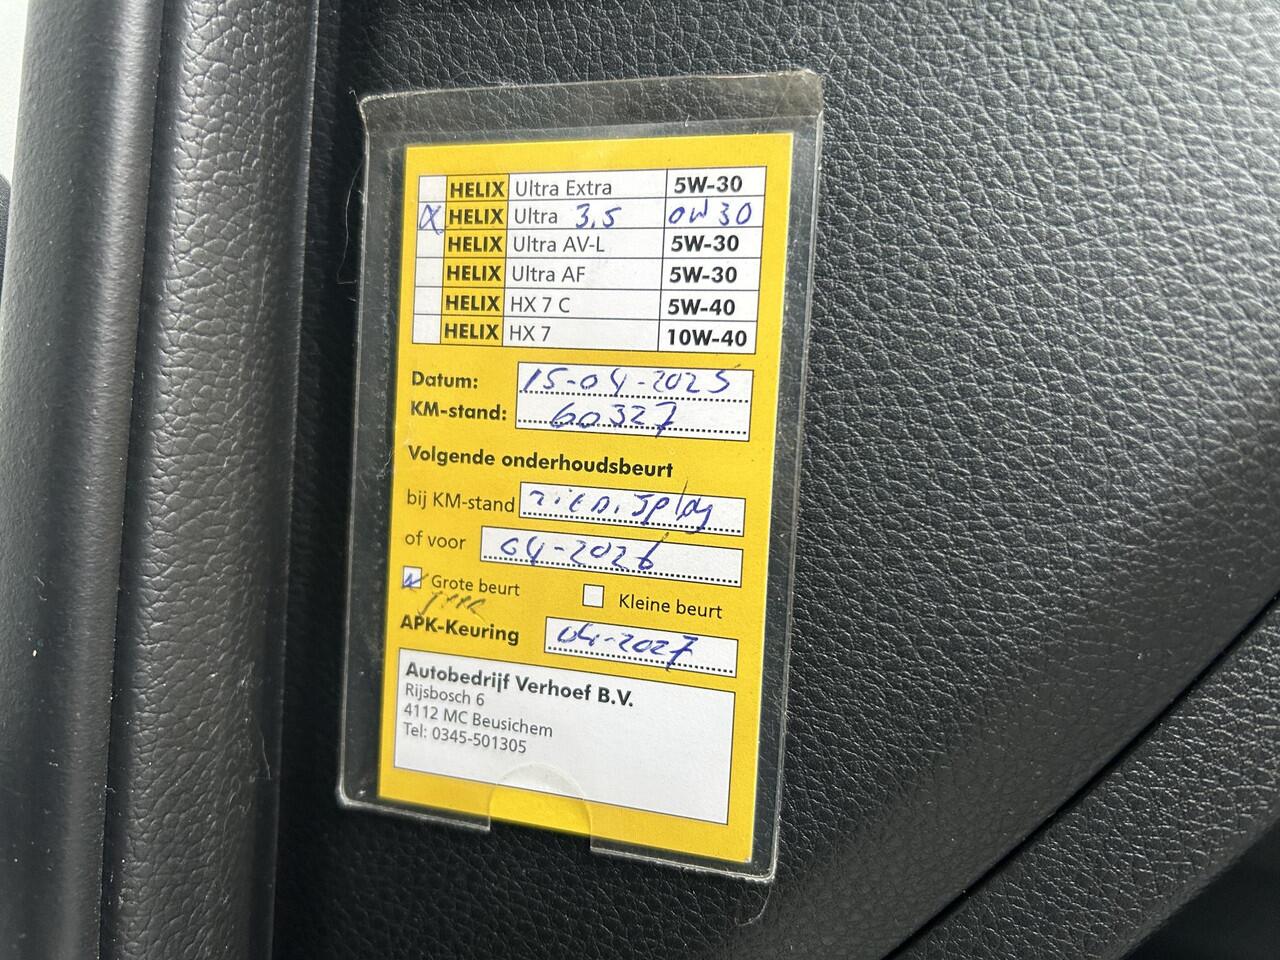 HELIX Ultra Extra 5W-30
X HELIX Ultra 3,5 0W30
HELIX Ultra AV-L 5W-30
HELIX Ultra AF 5W-30
HELIX HX 7 C 5W-40
HELIX HX 7 10W-40
Datum: 15-04-2025
KM-stand: 60327
Volgende onderhoudsbeurt
bij KM-stand zie Display
of voor 04-2026
Grote beurt Kleine beurt
APK-Keuring 04-2027
Autobedrijf Verhoef B.V.
Rijsbosch 6
4112 MC Beusichem
Tel: 0345-501305